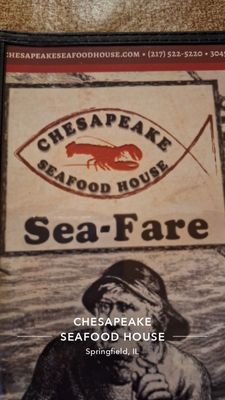 CHESAPEAKESEAFOODHOUSE.COM • (217) 522-5220 • 3045
CHESAPEAKE
SEAFOOD HOUSE
Sea-Fare
CHESAPEAKE
SEAFOOD HOUSE
Springfield, IL